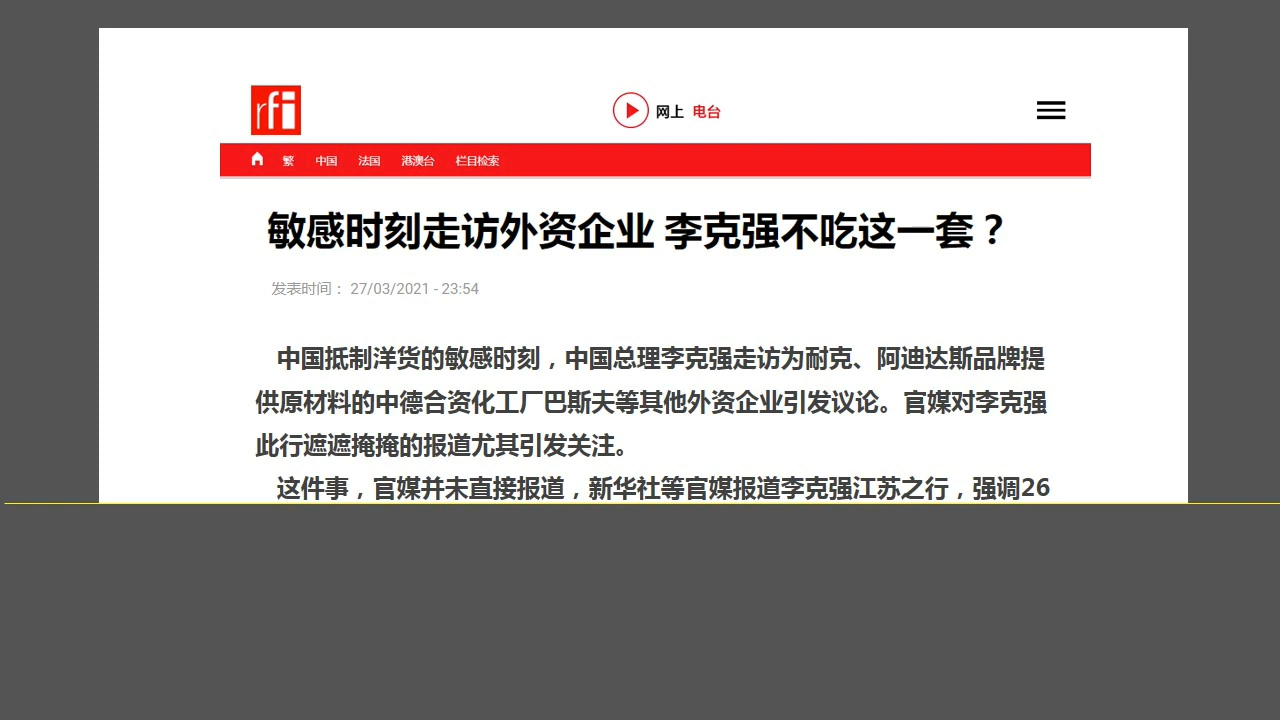 rfi
网上 电台
繁 中国 法国 港澳台 栏目检索
敏感时刻走访外资企业 李克强不吃这一套？
发表时间： 27/03/2021 - 23:54
中国抵制洋货的敏感时刻，中国总理李克强走访为耐克、阿迪达斯品牌提
供原材料的中德合资化工厂巴斯夫等其他外资企业引发议论。官媒对李克强
此行遮遮掩掩的报道尤其引发关注。
这件事，官媒并未直接报道，新华社等官媒报道李克强江苏之行，强调26